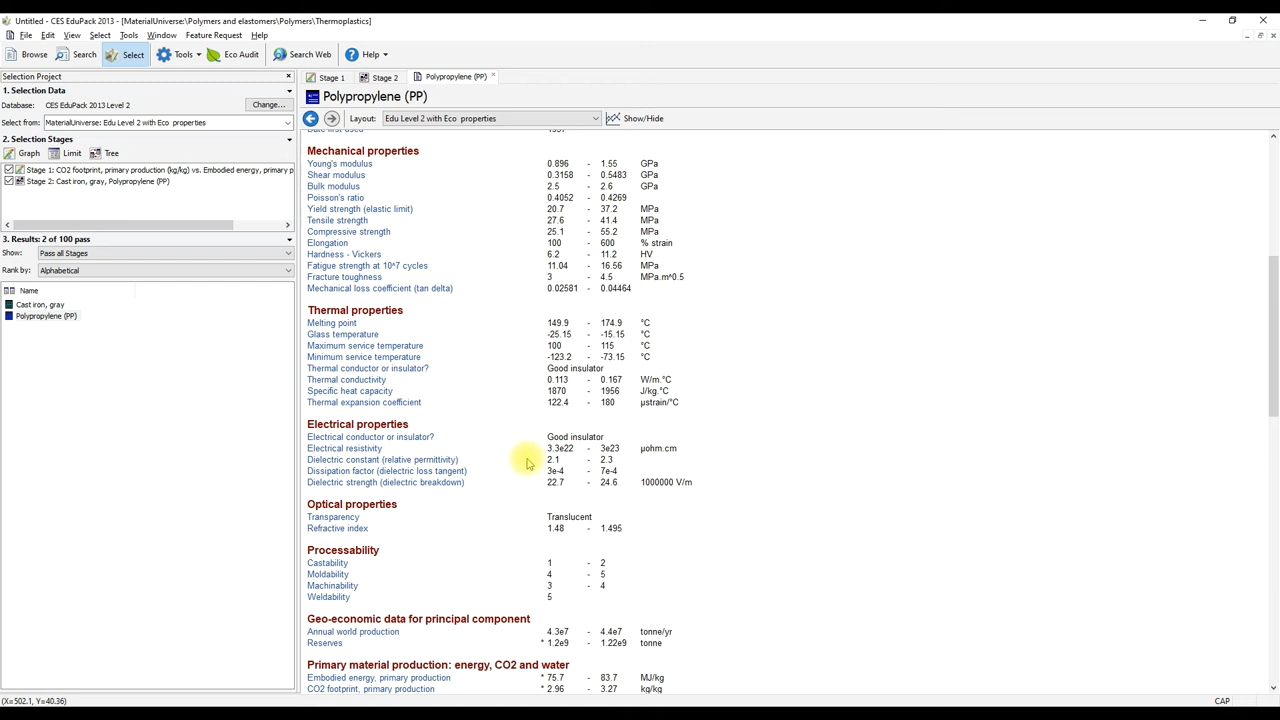 Untitled - CES EduPack 2013 - [MaterialUniverse:\Polymers and elastomers\Polymers\Thermoplastics]
File Edit View Select Tools Window Feature Request Help
Browse Search Select Tools Eco Audit Search Web Help
Selection Project
1. Selection Data
Database: CES EduPack 2013 Level 2 Change...
Select from: MaterialUniverse: Edu Level 2 with Eco properties
2. Selection Stages
Graph Limit Tree
Stage 1: CO2 footprint, primary production (kg/kg) vs. Embodied energy, primary p
Stage 2: Cast iron, gray, Polypropylene (PP)
3. Results: 2 of 100 pass
Show: Pass all Stages
Rank by: Alphabetical
Name
Cast iron, gray
Polypropylene (PP)
Stage 1 Stage 2 Polypropylene (PP)
Polypropylene (PP)
Layout: Edu Level 2 with Eco properties Show/Hide
Date first used 1957
Mechanical properties
Young's modulus 0.896 - 1.55 GPa
Shear modulus 0.3158 - 0.5483 GPa
Bulk modulus 2.5 - 2.6 GPa
Poisson's ratio 0.4052 - 0.4269
Yield strength (elastic limit) 20.7 - 37.2 MPa
Tensile strength 27.6 - 41.4 MPa
Compressive strength 25.1 - 55.2 MPa
Elongation 100 - 600 % strain
Hardness - Vickers 6.2 - 11.2 HV
Fatigue strength at 10^7 cycles 11.04 - 16.56 MPa
Fracture toughness 3 - 4.5 MPa.m^0.5
Mechanical loss coefficient (tan delta) 0.02581 - 0.04464
Thermal properties
Melting point 149.9 - 174.9 °C
Glass temperature -25.15 - -15.15 °C
Maximum service temperature 100 - 115 °C
Minimum service temperature -123.2 - -73.15 °C
Thermal conductor or insulator? Good insulator
Thermal conductivity 0.113 - 0.167 W/m.°C
Specific heat capacity 1870 - 1956 J/kg.°C
Thermal expansion coefficient 122.4 - 180 µstrain/°C
Electrical properties
Electrical conductor or insulator? Good insulator
Electrical resistivity 3.3e22 - 3e23 µohm.cm
Dielectric constant (relative permittivity) 2.1 - 2.3
Dissipation factor (dielectric loss tangent) 3e-4 - 7e-4
Dielectric strength (dielectric breakdown) 22.7 - 24.6 1000000 V/m
Optical properties
Transparency Translucent
Refractive index 1.48 - 1.495
Processability
Castability 1 - 2
Moldability 4 - 5
Machinability 3 - 4
Weldability 5
Geo-economic data for principal component
Annual world production 4.3e7 - 4.4e7 tonne/yr
Reserves * 1.2e9 - 1.22e9 tonne
Primary material production: energy, CO2 and water
Embodied energy, primary production * 75.7 - 83.7 MJ/kg
CO2 footprint, primary production * 2.96 - 3.27 kg/kg
(X=502.1, Y=40.36) CAP